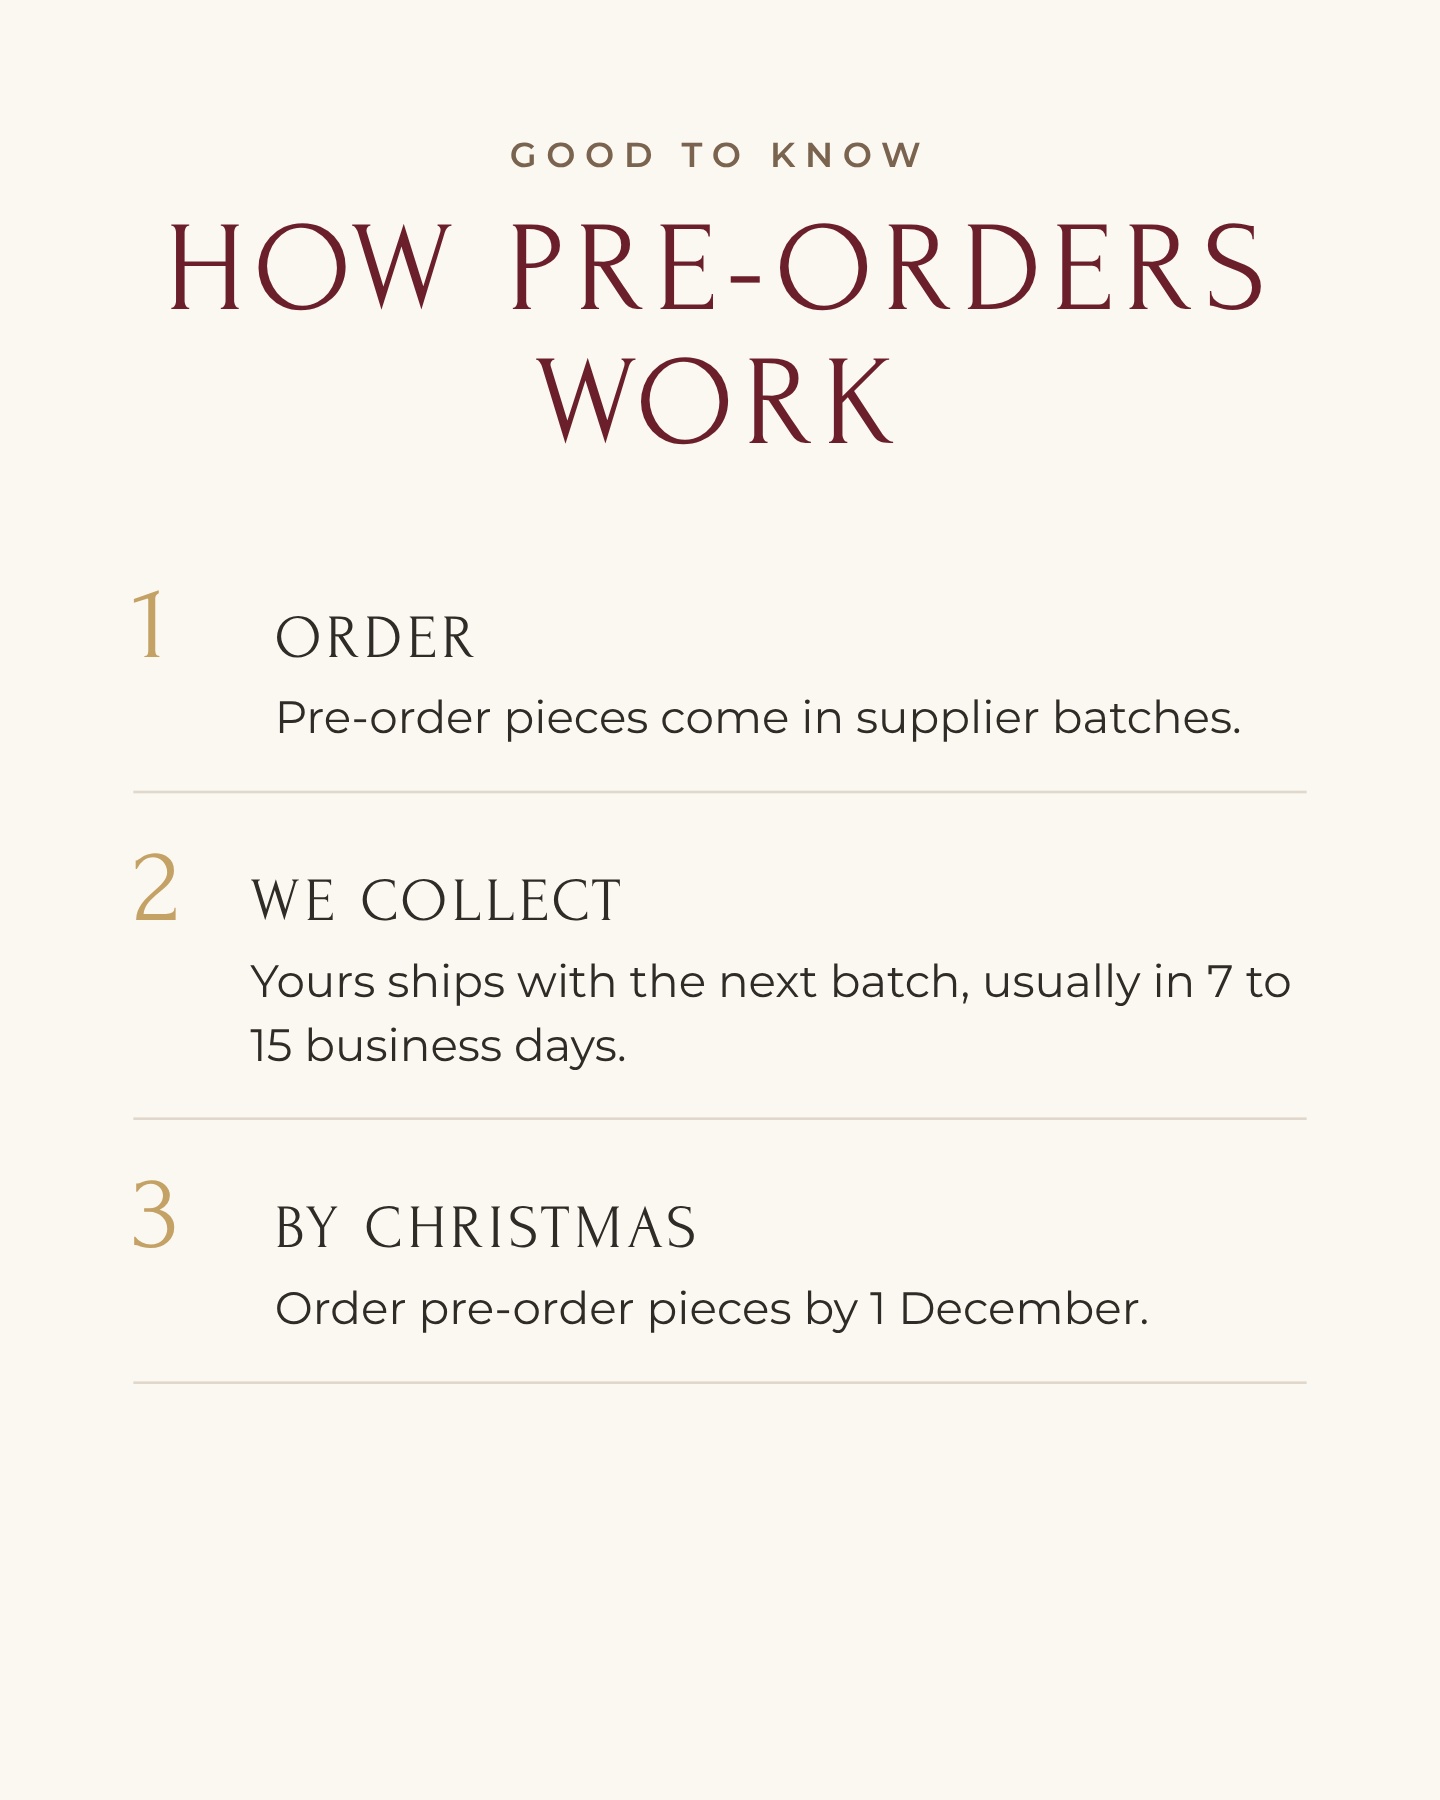 GOOD TO KNOW
HOW PRE-ORDERS
WORK
1
ORDER
Pre-order pieces come in supplier batches.
2
WE COLLECT
Yours ships with the next batch, usually in 7 to
15 business days.
3
BY CHRISTMAS
Order pre-order pieces by 1 December.